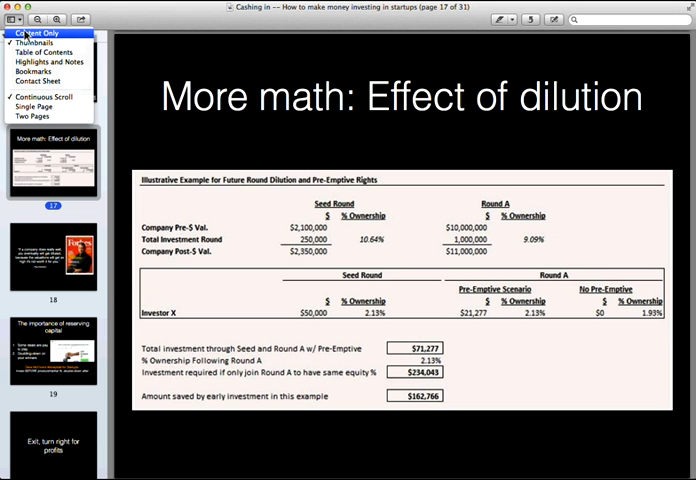 Cashing in -- How to make money investing in startups (page 17 of 31)
Content Only
Thumbnails
Table of Contents
Highlights and Notes
Bookmarks
Contact Sheet
Continuous Scroll
Single Page
Two Pages
More math: Effect of dilution
17
Forbes
18
The importance of reserving
capital
19
Exit, turn right for
profits
More math: Effect of dilution
Illustrative Example for Future Round Dilution and Pre-Emptive Rights
Seed Round Round A
$ % Ownership $ % Ownership
Company Pre-$ Val. $2,100,000 $10,000,000
Total Investment Round 250,000 10.64% 1,000,000 9.09%
Company Post-$ Val. $2,350,000 $11,000,000
Seed Round Round A
Pre-Emptive Scenario No Pre-Emptive
$ % Ownership $ % Ownership $ % Ownership
Investor X $50,000 2.13% $21,277 2.13% $0 1.93%
Total investment through Seed and Round A w/ Pre-Emptive $71,277
% Ownership Following Round A 2.13%
Investment required if only join Round A to have same equity % $234,043
Amount saved by early investment in this example $162,766